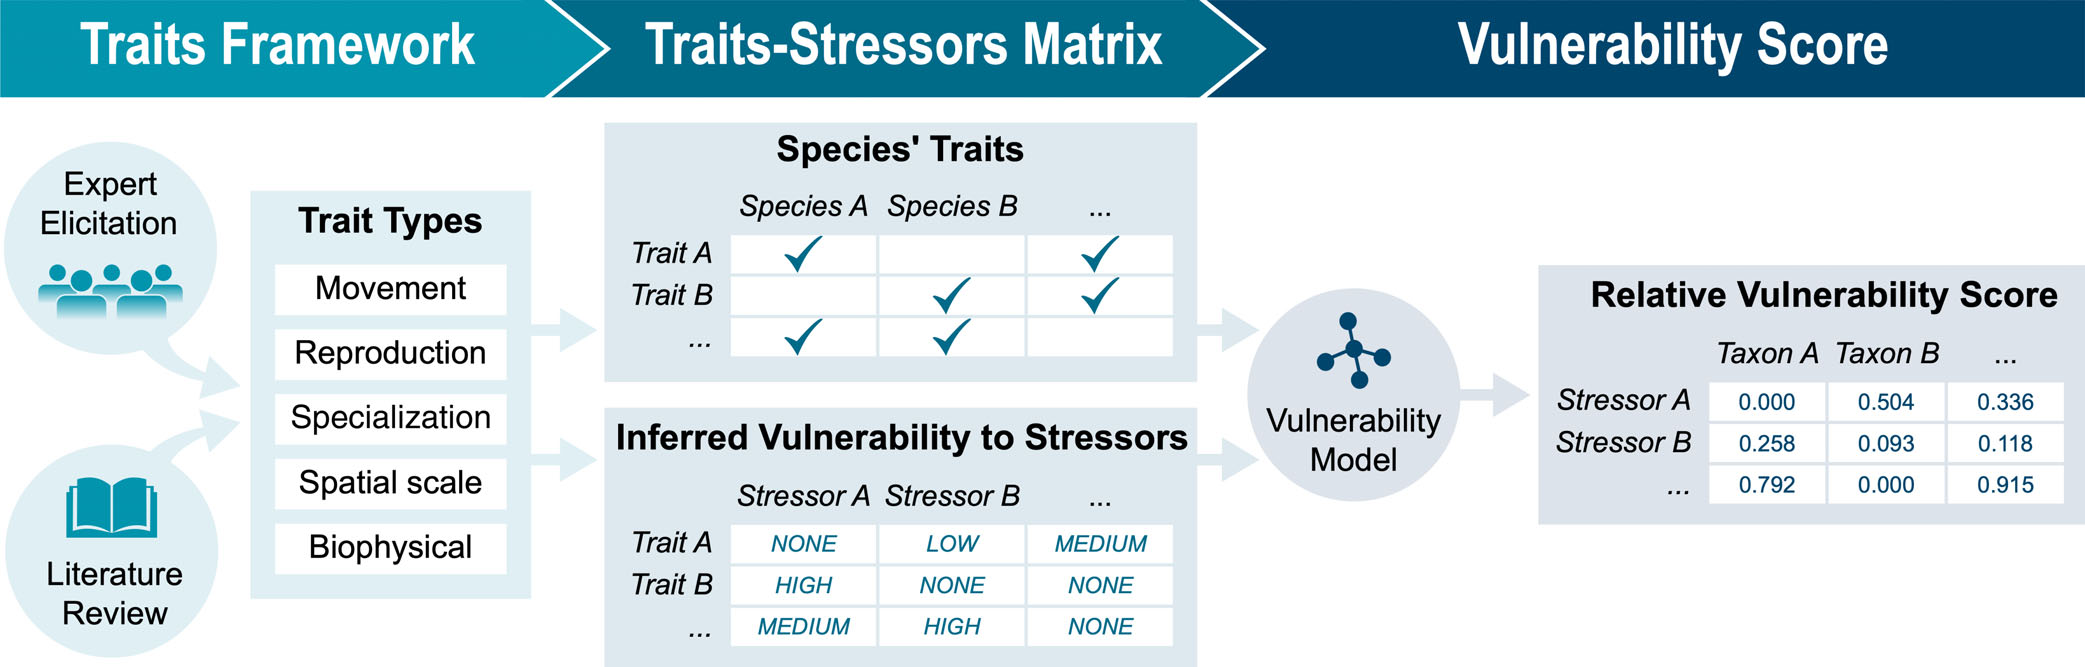 Traits Framework
Traits-Stressors Matrix
Vulnerability Score
Expert
Elicitation
Literature
Review
Trait Types
Movement
Reproduction
Specialization
Spatial scale
Biophysical
Species' Traits
Species A Species B ...
Trait A
Trait B
...
Inferred Vulnerability to Stressors
Stressor A Stressor B ...
Trait A NONE LOW MEDIUM
Trait B HIGH NONE NONE
... MEDIUM HIGH NONE
Vulnerability
Model
Relative Vulnerability Score
Taxon A Taxon B ...
Stressor A 0.000 0.504 0.336
Stressor B 0.258 0.093 0.118
... 0.792 0.000 0.915